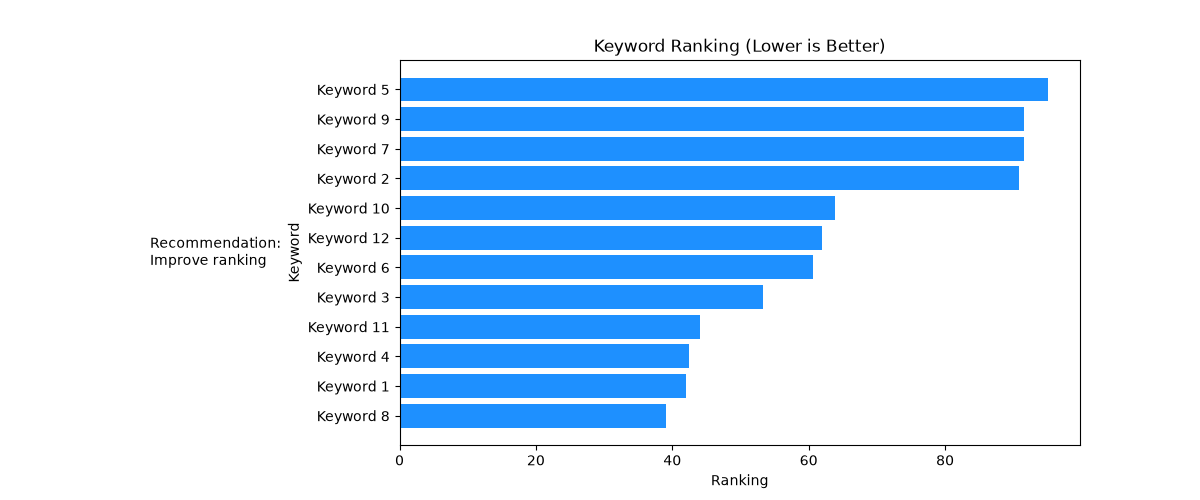 Keyword Ranking (Lower is Better)
Keyword 5
Keyword 9
Keyword 7
Keyword 2
Keyword 10
Keyword 12
Keyword 6
Keyword 3
Keyword 11
Keyword 4
Keyword 1
Keyword 8
Keyword
Recommendation:
Improve ranking
0 20 40 60 80
Ranking